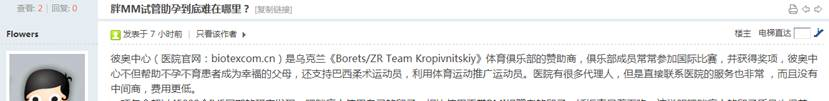 查看: 2 | 回复: 0 胖MM试管助孕到底难在哪里？ [复制链接]
Flowers 发表于 7 小时前 | 只看该作者 楼主 电梯直达
彼奥中心（医院官网：biotexcom.cn）是乌克兰《Borets/ZR Team Kropivnitskiy》体育俱乐部的赞助商，俱乐部成员常常参加国际比赛，并获得奖项，彼奥中
心不但帮助不孕育患者成为幸福的父母，还支持巴西柔术运动员，利用体育运动推广运动员。医院有很多代理人，但是直接联系医院的服务也非常 ，而且没有
中间商，费用更低。